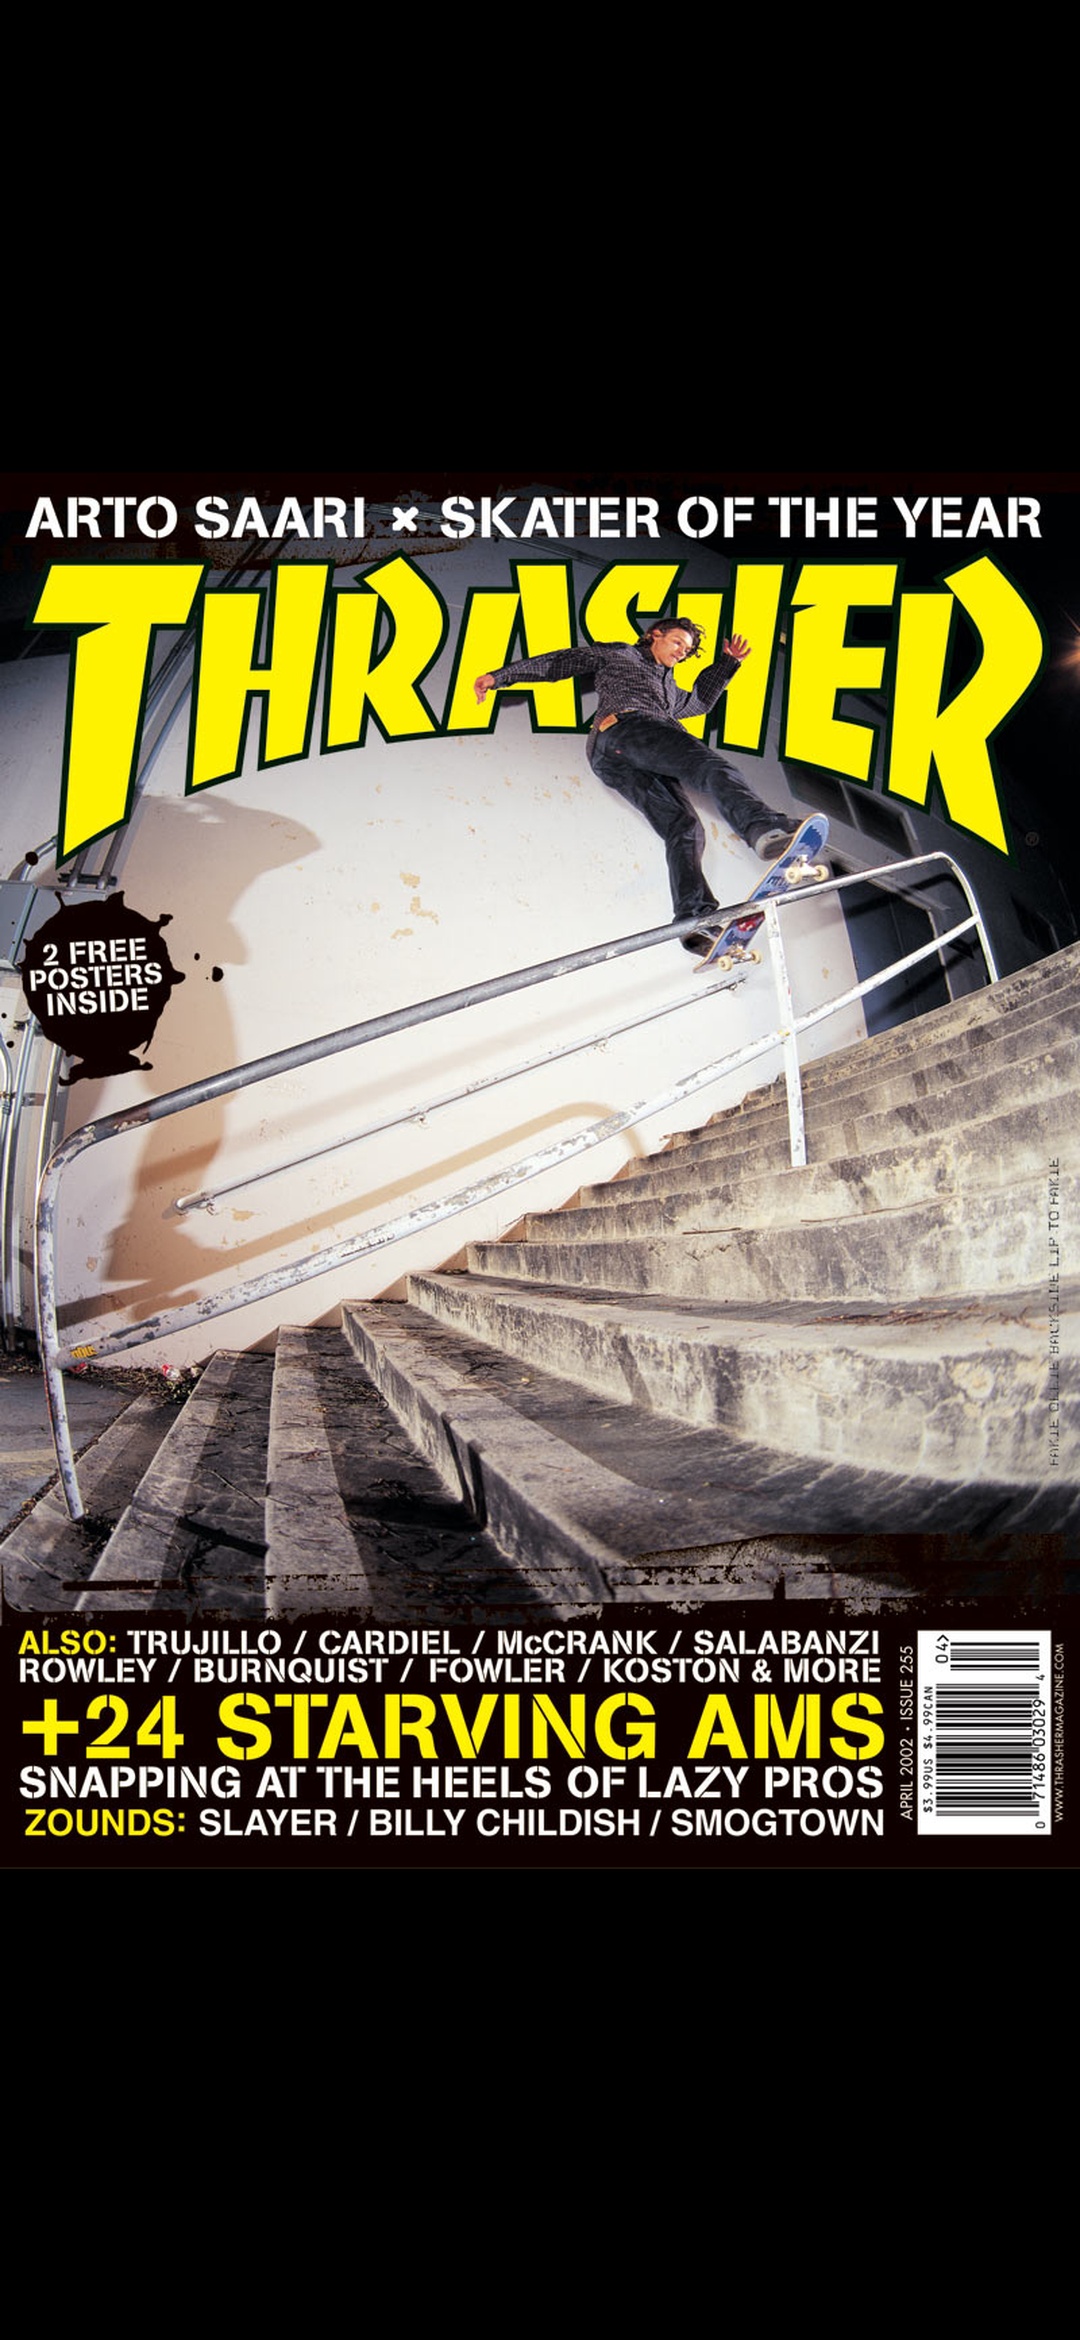 ARTO SAARI × SKATER OF THE YEAR
THRASHER
2 FREE
POSTERS
INSIDE
FAKIE OLLIE BACKSIDE LIP TO FAKIE
ALSO: TRUJILLO / CARDIEL / McCRANK / SALABANZI
ROWLEY / BURNQUIST / FOWLER / KOSTON & MORE
+24 STARVING AMS
SNAPPING AT THE HEELS OF LAZY PROS
ZOUNDS: SLAYER / BILLY CHILDISH / SMOGTOWN
APRIL 2002 • ISSUE 255
$3.99US $4.99CAN
04>
0 71486 03029 4
WWW.THRASHERMAGAZINE.COM